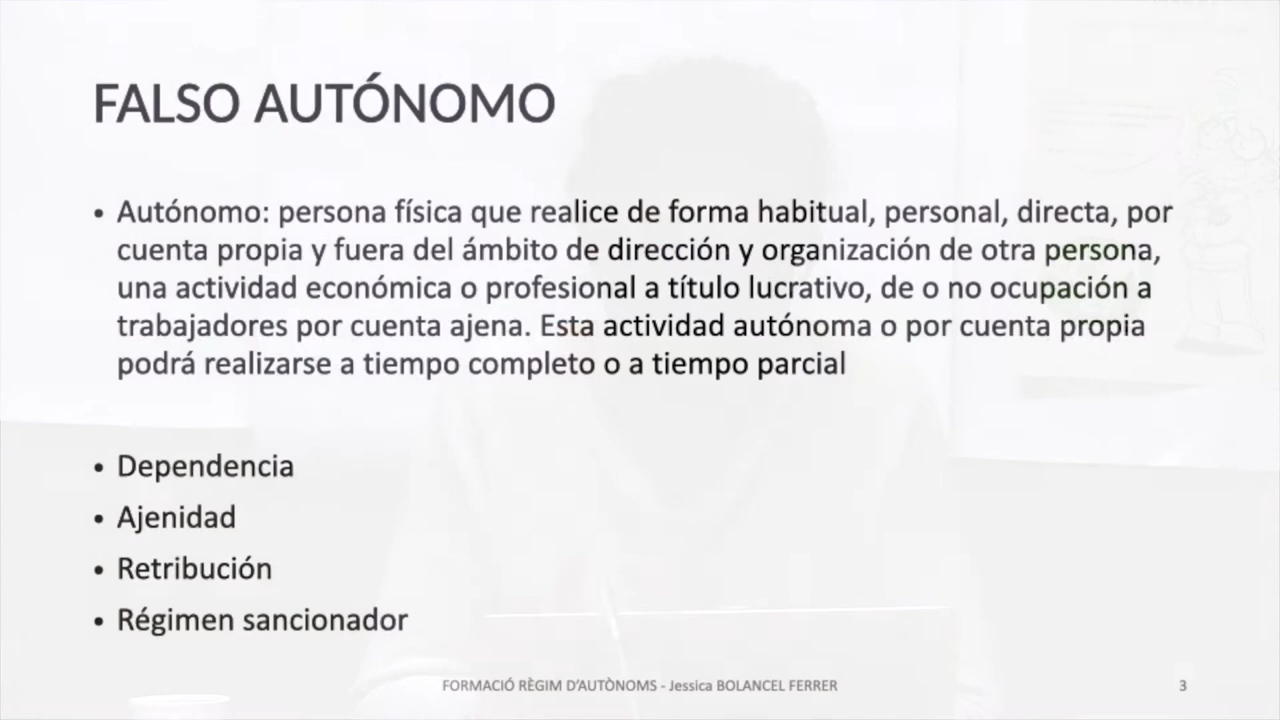 FALSO AUTÓNOMO
• Autónomo: persona física que realice de forma habitual, personal, directa, por
cuenta propia y fuera del ámbito de dirección y organización de otra persona,
una actividad económica o profesional a título lucrativo, de o no ocupación a
trabajadores por cuenta ajena. Esta actividad autónoma o por cuenta propia
podrá realizarse a tiempo completo o a tiempo parcial
• Dependencia
• Ajenidad
• Retribución
• Régimen sancionador
FORMACIÓ RÈGIM D'AUTÒNOMS - Jessica BOLANCEL FERRER
3